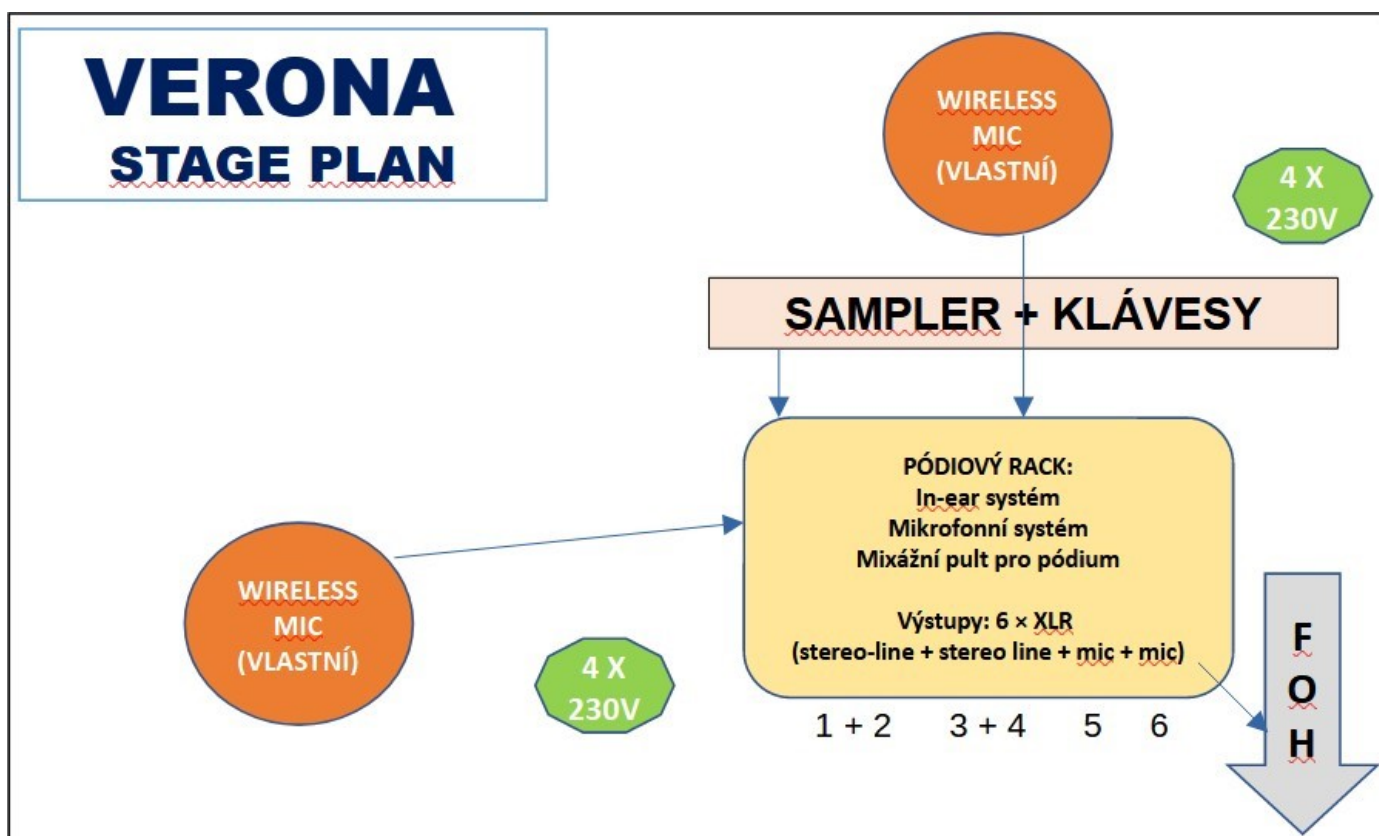 VERONA
STAGE PLAN
WIRELESS
MIC
(VLASTNÍ)
4 X
230V
SAMPLER + KLÁVESY
PÓDIOVÝ RACK:
In-ear systém
Mikrofonní systém
Mixážní pult pro pódium
Výstupy: 6 × XLR
(stereo-line + stereo line + mic + mic)
WIRELESS
MIC
(VLASTNÍ)
4 X
230V
1 + 2 3 + 4 5 6
F
O
H